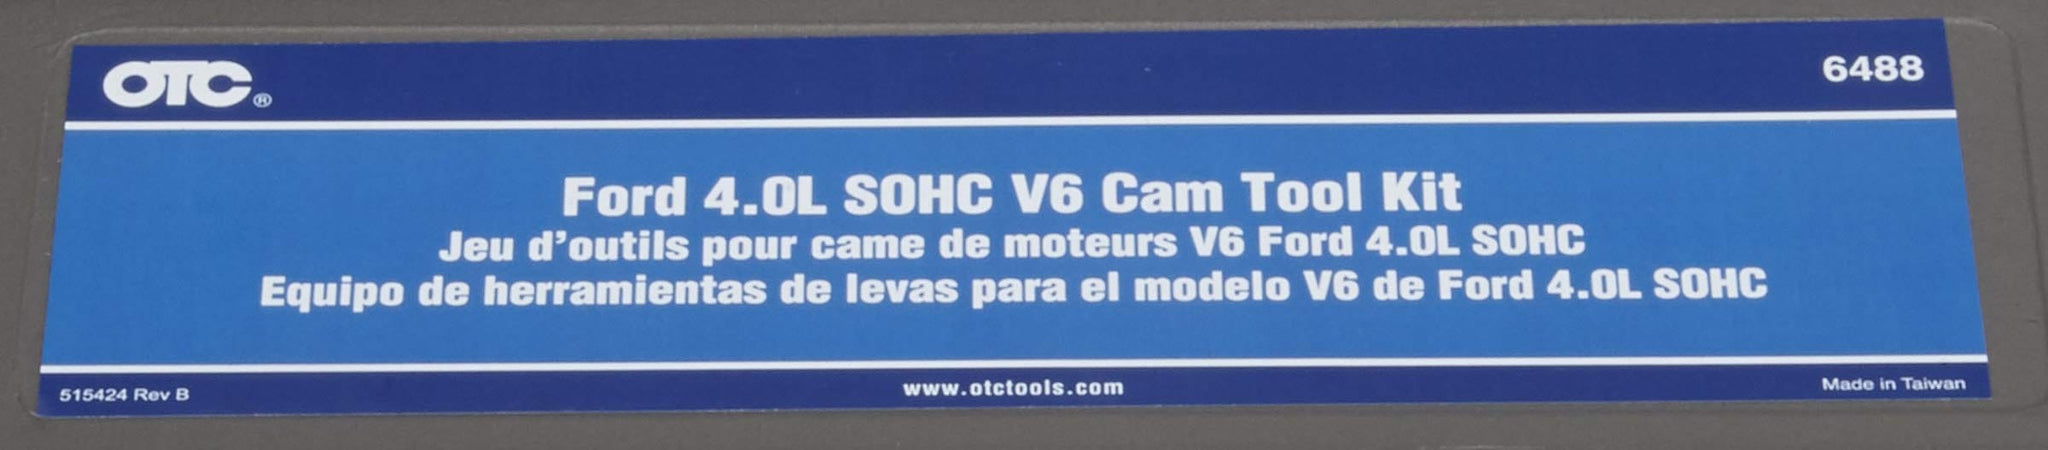 OTC®
6488
Ford 4.0L SOHC V6 Cam Tool Kit
Jeu d'outils pour came de moteurs V6 Ford 4.0L SOHC
Equipo de herramientas de levas para el modelo V6 de Ford 4.0L SOHC
515424 Rev B
www.otctools.com
Made in Taiwan